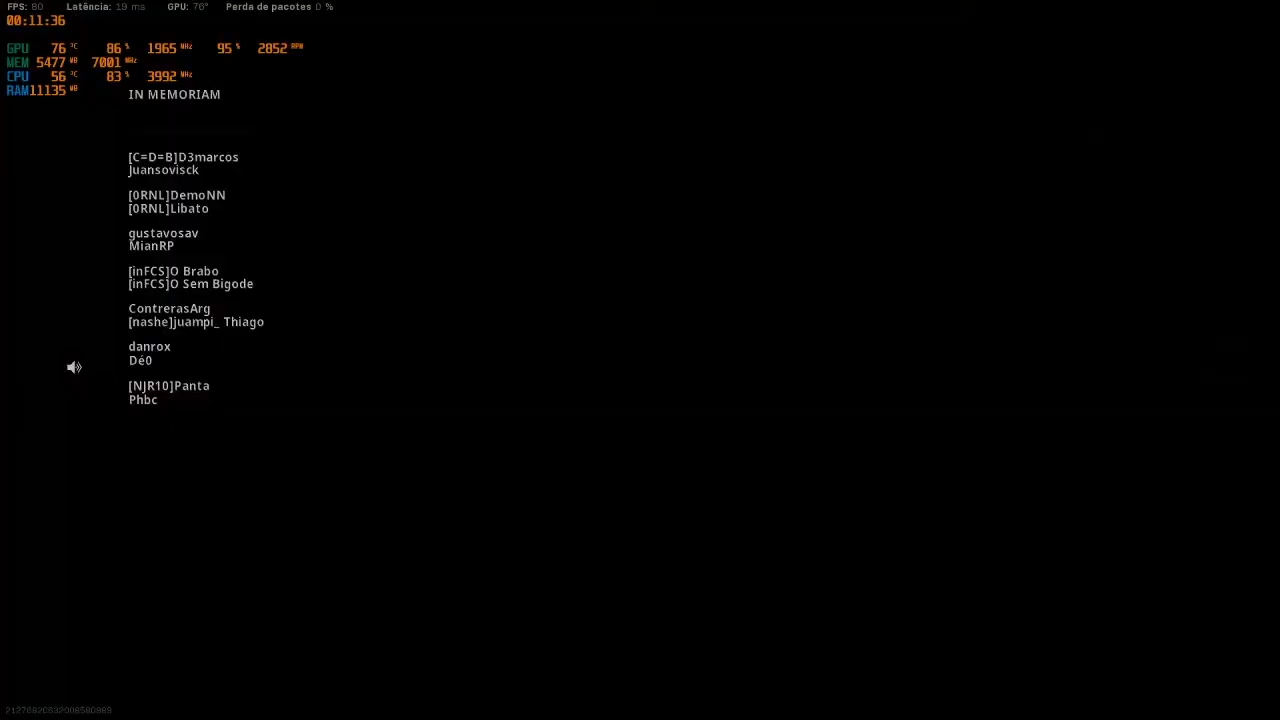 FPS: 80 Latência: 19 ms GPU: 76° Perda de pacotes 0 %
00:11:36
GPU 76 °C 86 % 1965 MHz 95 % 2852 RPM
MEM 5477 MB 7001 MHz
CPU 56 °C 83 % 3992 MHz
RAM 11135 MB
IN MEMORIAM
[C=D=B]D3marcos
Juansovisck
[0RNL]DemoNN
[0RNL]Libato
gustavosav
MianRP
[inFCS]O Brabo
[inFCS]O Sem Bigode
ContrerasArg
[nashe]juampi_ Thiago
danrox
Dé0
[NJR10]Panta
Phbc